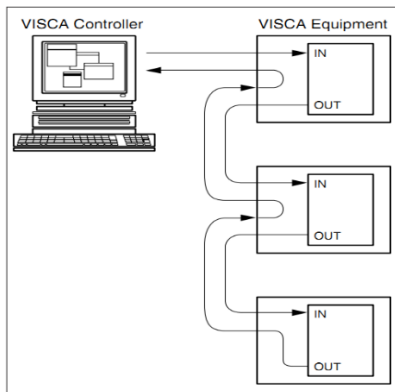 VISCA Controller
VISCA Equipment
IN
OUT
IN
OUT
IN
OUT